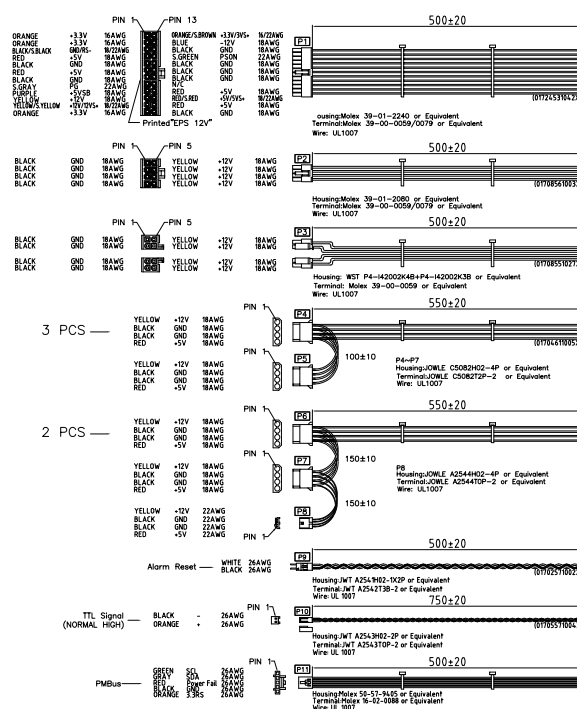 PIN 1 PIN 13
500±20
ORANGE +3.3V 16AWG ORANGE/S.BROWN +3.3V/3VS+ 16/22AWG
ORANGE +3.3V 16AWG BLUE -12V 18AWG
BLACK/S.BLACK GND/RS- 18/22AWG BLACK GND 18AWG
RED +5V 18AWG S.GREEN PSON 22AWG
BLACK GND 18AWG BLACK GND 18AWG
RED +5V 18AWG BLACK GND 18AWG
BLACK GND 18AWG BLACK GND 18AWG
S.GRAY PG 22AWG N/C
PURPLE +5VSB 18AWG RED +5V 18AWG
YELLOW +12V 18AWG RED/S.RED +5V/5VS+ 18/22AWG
YELLOW/S.YELLOW +12V/12VS+ 18/22AWG RED +5V 18AWG
ORANGE +3.3V 16AWG BLACK GND 18AWG
Printed"EPS 12V"
P1
(01724531042
ousing:Molex 39-01-2240 or Equivalent
Terminal:Molex 39-00-0059/0079 or Equivalent
Wire: UL1007
PIN 1 PIN 5
500±20
P2
BLACK GND 18AWG YELLOW +12V 18AWG
BLACK GND 18AWG YELLOW +12V 18AWG
BLACK GND 18AWG YELLOW +12V 18AWG
BLACK GND 18AWG YELLOW +12V 18AWG
(01708561003
Housing:Molex 39-01-2080 or Equivalent
Terminal:Molex 39-00-0059/0079 or Equivalent
Wire: UL1007
PIN 1 PIN 5
500±20
P3
BLACK GND 18AWG YELLOW +12V 18AWG
BLACK GND 18AWG YELLOW +12V 18AWG
BLACK GND 18AWG YELLOW +12V 18AWG
BLACK GND 18AWG YELLOW +12V 18AWG
(01708551027
Housing: WST P4-I42002K4B+P4-I42002K3B or Equivalent
Terminal: Molex 39-00-0059 or Equivalent
Wire: UL1007
PIN 1
550±20
3 PCS
YELLOW +12V 18AWG
BLACK GND 18AWG
BLACK GND 18AWG
RED +5V 18AWG
P4
(01704611005
PIN 1
P5
100±10
YELLOW +12V 18AWG
BLACK GND 18AWG
BLACK GND 18AWG
RED +5V 18AWG
P4~P7
Housing:JOWLE C5082H02-4P or Equivalent
Terminal:JOWLE C5082T2P-2 or Equivalent
Wire: UL1007
PIN 1
550±20
2 PCS
YELLOW +12V 18AWG
BLACK GND 18AWG
BLACK GND 18AWG
RED +5V 18AWG
P6
PIN 1
P7
150±10
YELLOW +12V 18AWG
BLACK GND 18AWG
BLACK GND 18AWG
RED +5V 18AWG
P8
Housing:JOWLE A2544H02-4P or Equivalent
Terminal:JOWLE A2544TOP-2 or Equivalent
Wire: UL1007
150±10
P8
YELLOW +12V 22AWG
BLACK GND 22AWG
BLACK GND 22AWG
RED +5V 22AWG
PIN 1
500±20
P9
Alarm Reset
WHITE 26AWG
BLACK 26AWG
(01702571002
Housing:JWT A2541H02-1X2P or Equivalent
Terminal:JWT A2542T3B-2 or Equivalent
Wire: UL 1007
750±20
PIN 1
P10
TTL Signal
(NORMAL HIGH)
BLACK - 26AWG
ORANGE + 26AWG
(01705571004
Housing:JWT A2543H02-2P or Equivalent
Terminal:JWT A2543TOP-2 or Equivalent
Wire: UL 1007
PIN 1
500±20
P11
PMBus
GREEN SCL 26AWG
GRAY SDA 26AWG
RED Power Fail 26AWG
BLACK GND 26AWG
ORANGE 3.3RS 26AWG
Housing:Molex 50-57-9405 or Equivalent
Terminal:Molex 16-02-0088 or Equivalent
Wire: UL 1007